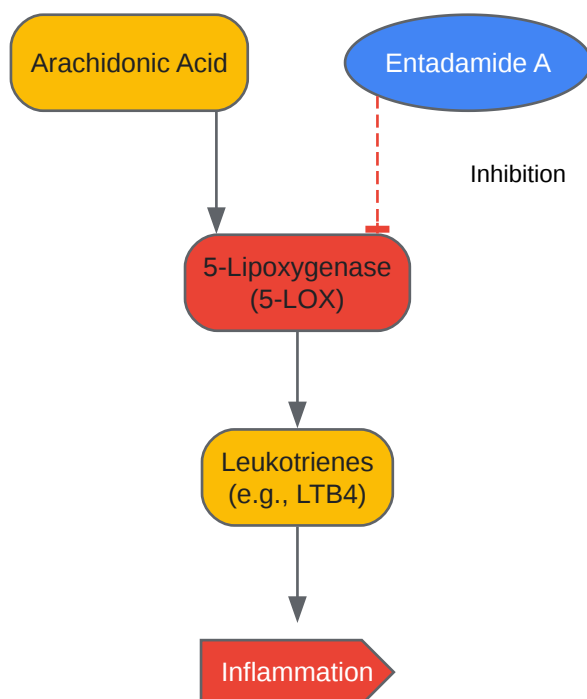 Arachidonic Acid
Entadamide A
Inhibition
5-Lipoxygenase
(5-LOX)
Leukotrienes
(e.g., LTB4)
Inflammation